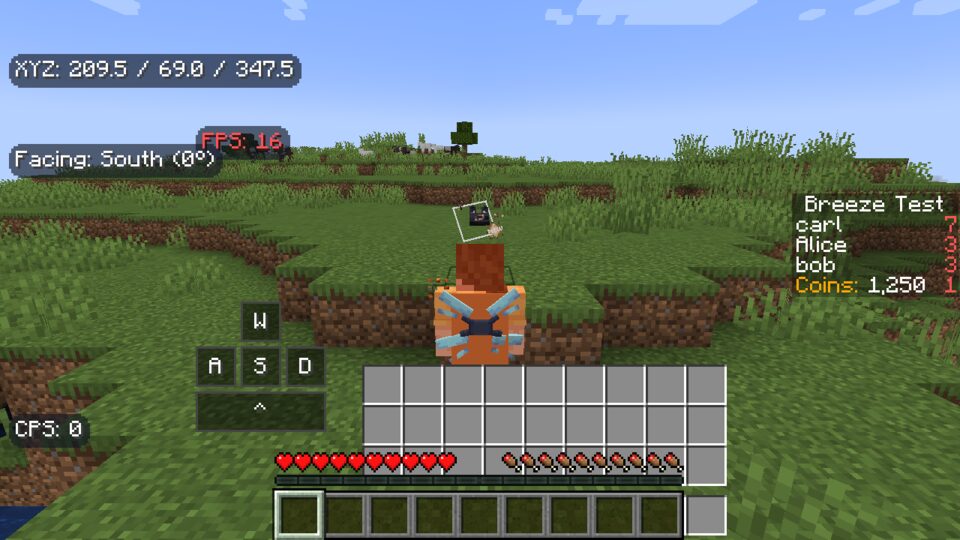 XYZ: 209.5 / 69.0 / 347.5
FPS: 16
Facing: South (0°)
Breeze Test
carl 7
Alice 3
bob 3
Coins: 1,250 1
W
A S D
^
CPS: 0